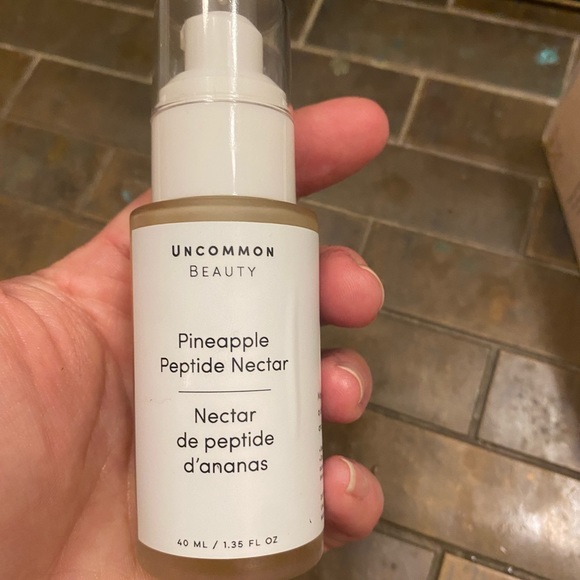 UNCOMMON
BEAUTY
Pineapple
Peptide Nectar
Nectar
de peptide
d'ananas
40 ML / 1.35 FL OZ